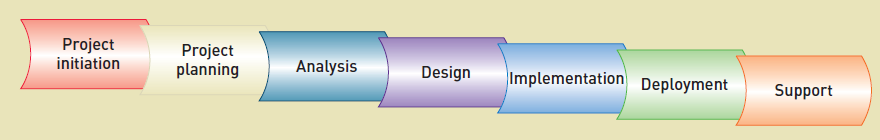 Project
initiation
Project
planning
Analysis
Design
Implementation
Deployment
Support